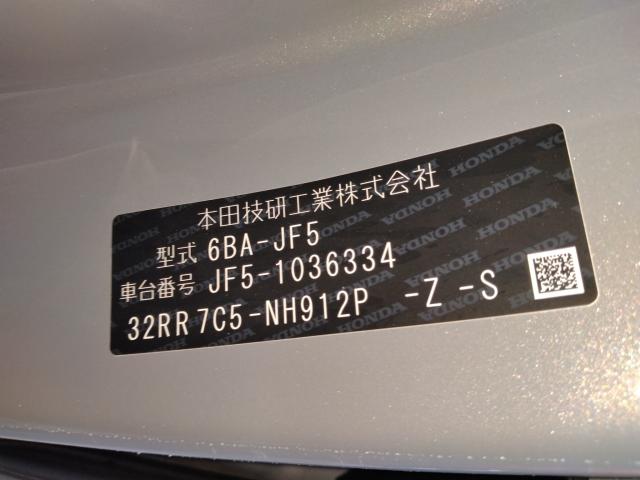 本田技研工業株式会社
型式 6BA-JF5
車台番号 JF5-1036334
32RR 7C5-NH912P -Z -S